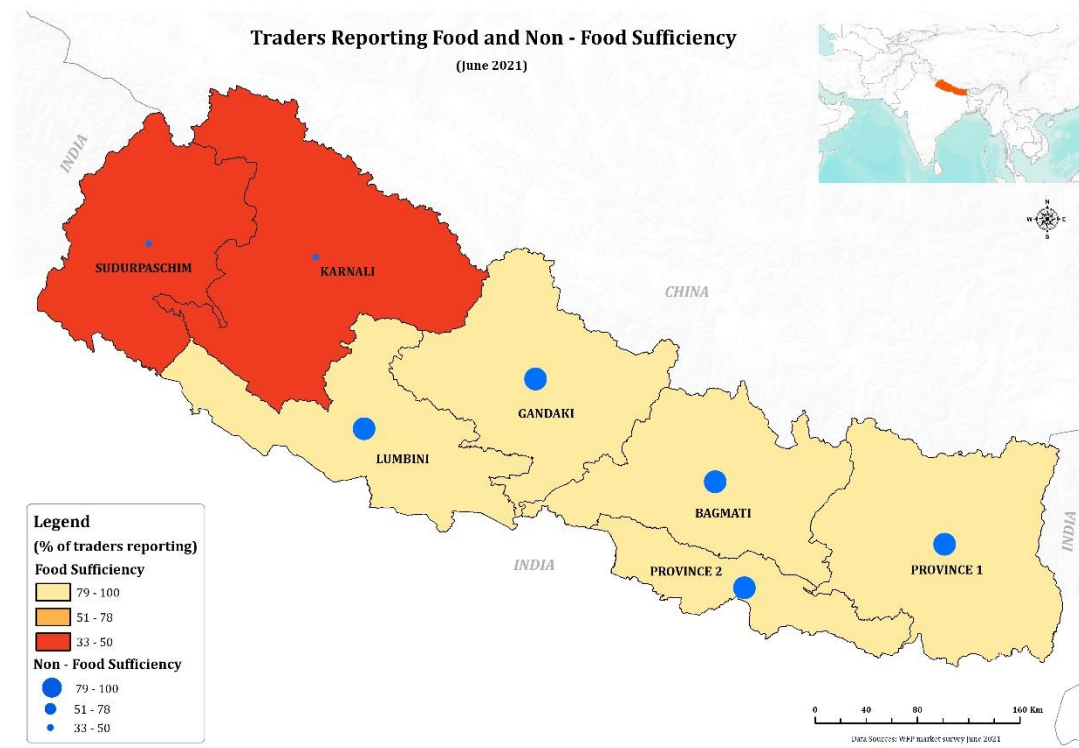 Traders Reporting Food and Non - Food Sufficiency
(June 2021)
INDIA
N
W E
S
SUDURPASCHIM
KARNALI
CHINA
GANDAKI
LUMBINI
BAGMATI
INDIA
INDIA
PROVINCE 2
PROVINCE 1
Legend
(% of traders reporting)
Food Sufficiency
79 - 100
51 - 78
33 - 50
Non - Food Sufficiency
79 - 100
51 - 78
33 - 50
0 40 80 160 Km
Data Sources: WFP market survey June 2021